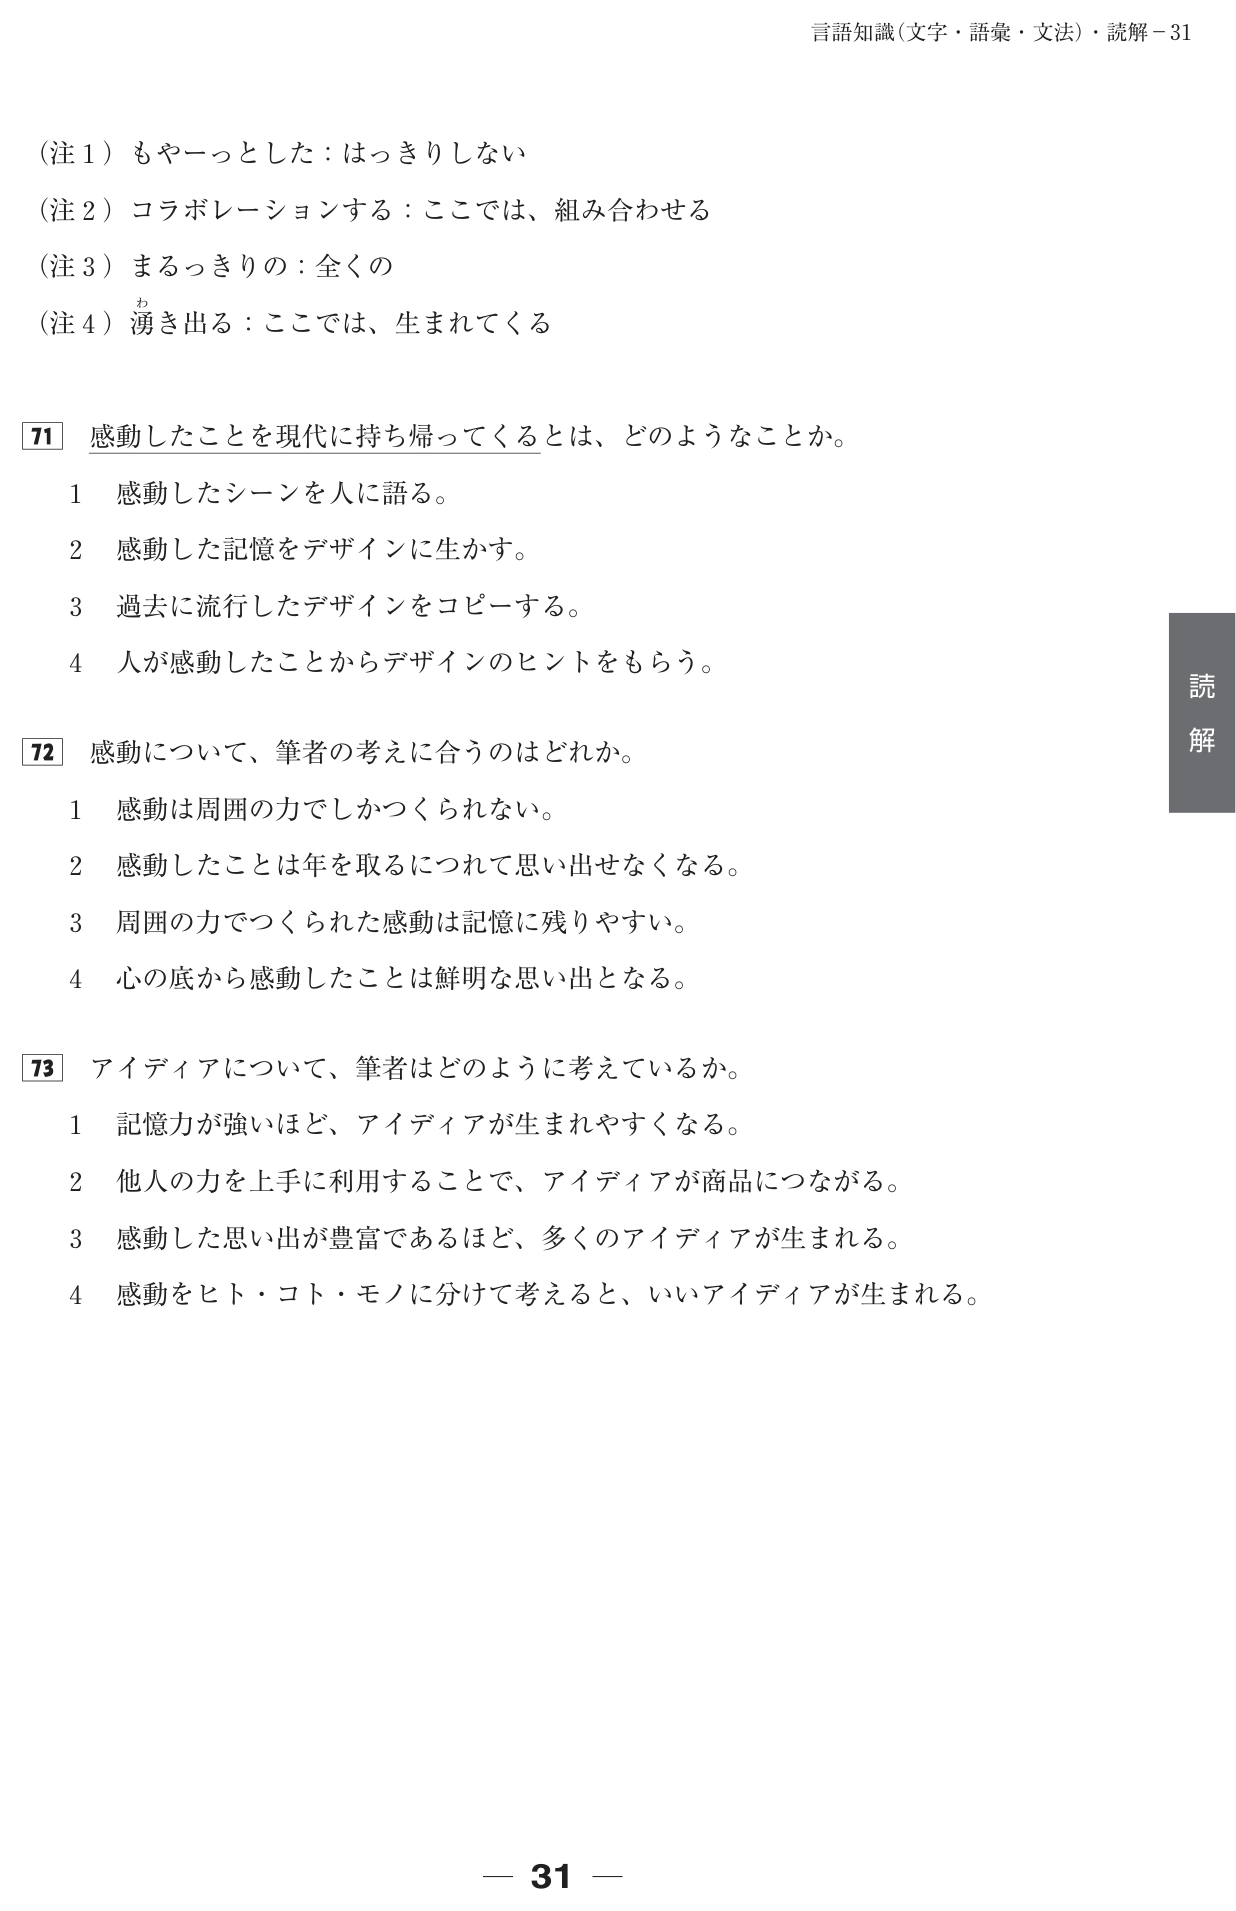 言語知識(文字・語彙・文法)・読解－31
(注１) もやーっとした：はっきりしない
(注２) コラボレーションする：ここでは、組み合わせる
(注３) まるっきりの：全くの
わ
(注４) 湧き出る：ここでは、生まれてくる
71 感動したことを現代に持ち帰ってくるとは、どのようなことか。
1 感動したシーンを人に語る。
2 感動した記憶をデザインに生かす。
3 過去に流行したデザインをコピーする。
4 人が感動したことからデザインのヒントをもらう。
読解
72 感動について、筆者の考えに合うのはどれか。
1 感動は周囲の力でしかつくられない。
2 感動したことは年を取るにつれて思い出せなくなる。
3 周囲の力でつくられた感動は記憶に残りやすい。
4 心の底から感動したことは鮮明な思い出となる。
73 アイディアについて、筆者はどのように考えているか。
1 記憶力が強いほど、アイディアが生まれやすくなる。
2 他人の力を上手に利用することで、アイディアが商品につながる。
3 感動した思い出が豊富であるほど、多くのアイディアが生まれる。
4 感動をヒト・コト・モノに分けて考えると、いいアイディアが生まれる。
― 31 ―